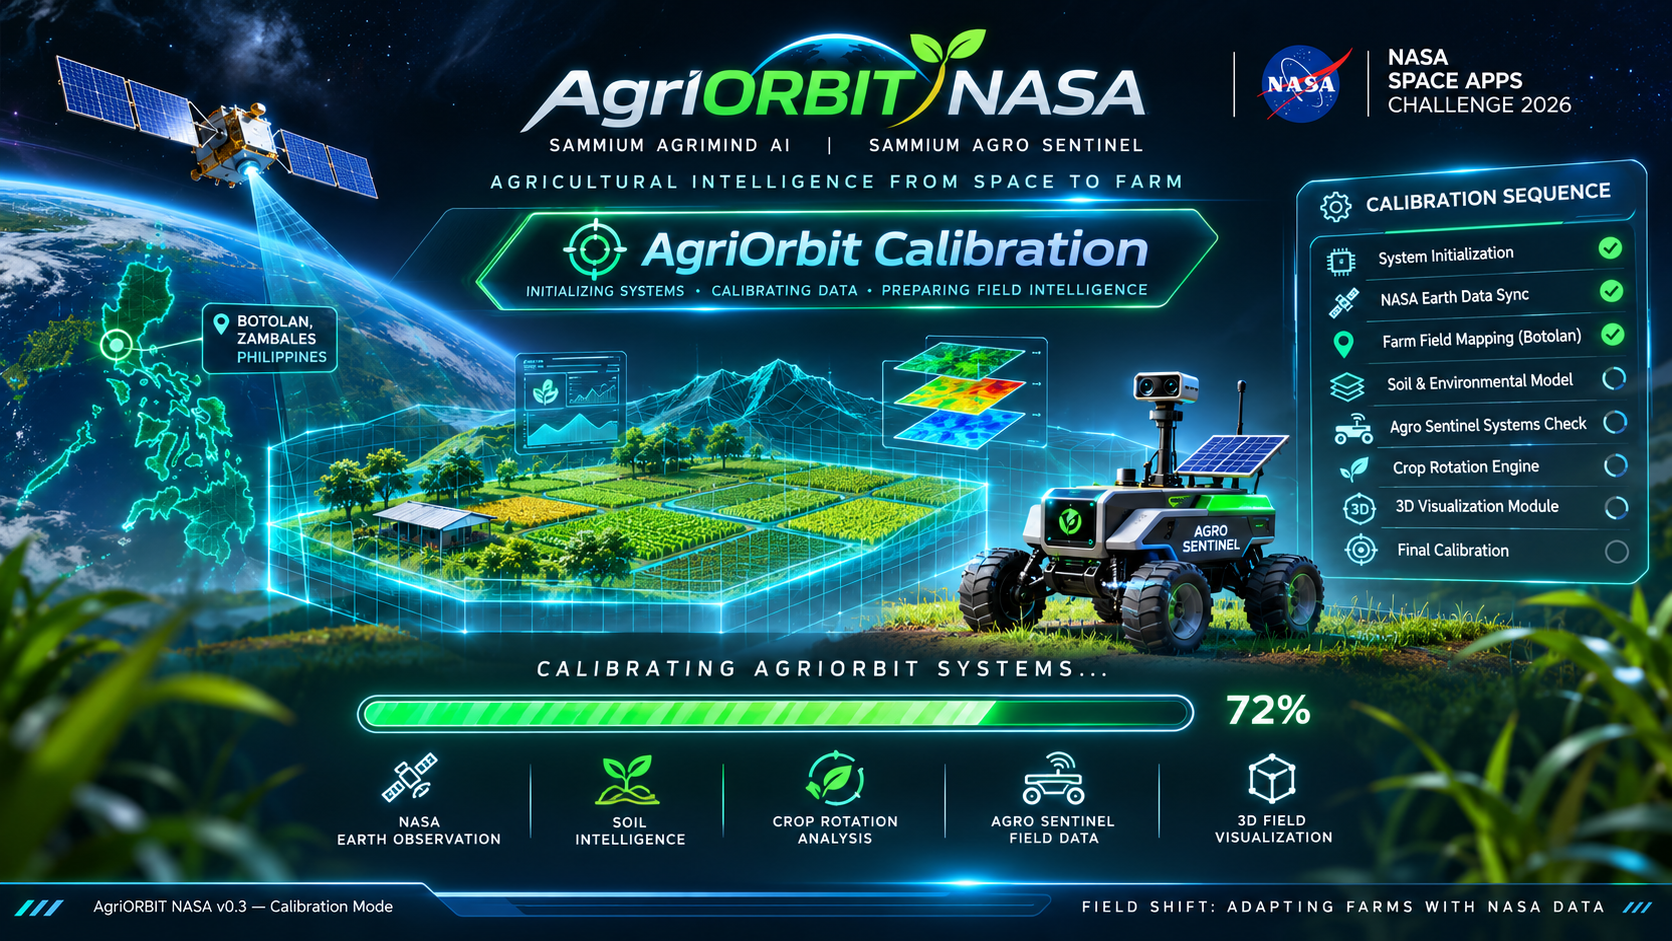 AgriORBIT NASA
SAMMIUM AGRIMIND AI | SAMMIUM AGRO SENTINEL
AGRICULTURAL INTELLIGENCE FROM SPACE TO FARM
NASA
NASA
SPACE APPS
CHALLENGE 2026
AgriOrbit Calibration
INITIALIZING SYSTEMS • CALIBRATING DATA • PREPARING FIELD INTELLIGENCE
BOTOLAN,
ZAMBALES
PHILIPPINES
CALIBRATION SEQUENCE
System Initialization
NASA Earth Data Sync
Farm Field Mapping (Botolan)
Soil & Environmental Model
Agro Sentinel Systems Check
Crop Rotation Engine
3D
3D Visualization Module
Final Calibration
AGRO
SENTINEL
CALIBRATING AGRIORBIT SYSTEMS...
72%
NASA
EARTH OBSERVATION
SOIL
INTELLIGENCE
CROP ROTATION
ANALYSIS
AGRO SENTINEL
FIELD DATA
3D FIELD
VISUALIZATION
AgriORBIT NASA v0.3 — Calibration Mode
FIELD SHIFT: ADAPTING FARMS WITH NASA DATA